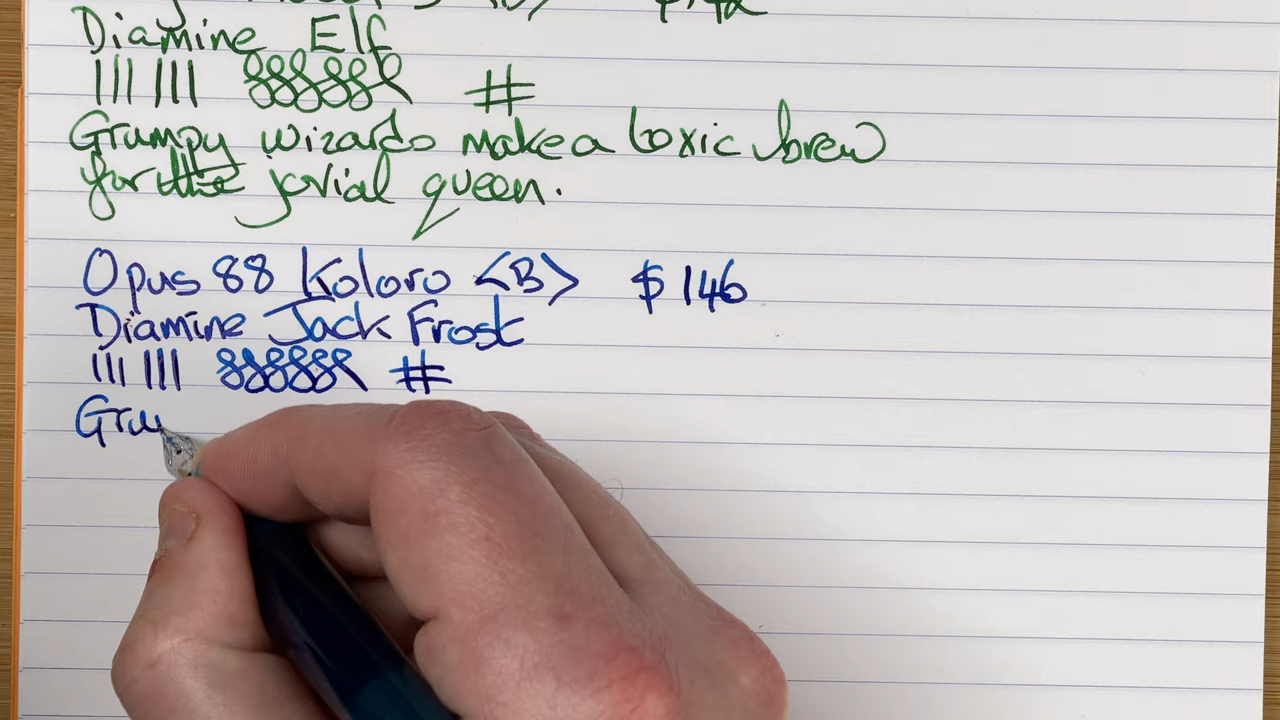 Diamine Elf
||| ||| 888888 #
Grumpy wizards make a toxic brew
for the jovial queen.
Opus 88 Koloro <B> $146
Diamine Jack Frost
||| ||| 888888 #
Gru